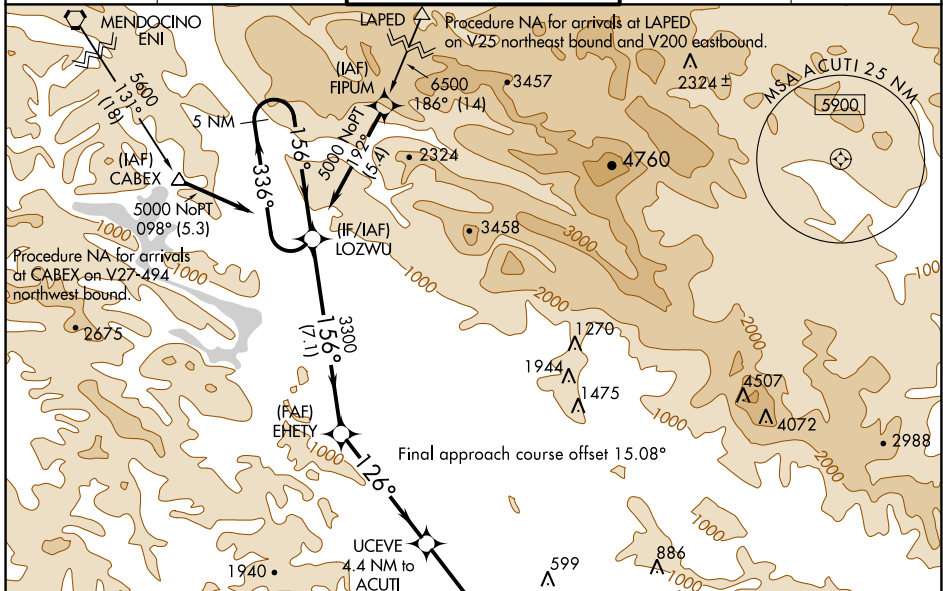 MENDOCINO
ENI
LAPED
Procedure NA for arrivals at LAPED
on V25 northeast bound and V200 eastbound.
5600
131°
(18)
(IAF)
FIPUM
6500
186° (14)
3457
2324 ±
MSA ACUTI 25 NM
5900
5 NM
156°
336°
5000 NoPT
192°
(5.4)
2324
4760
(IAF)
CABEX
5000 NoPT
098° (5.3)
(IF/IAF)
LOZWU
3458
3000
1000
Procedure NA for arrivals
at CABEX on V27-494
northwest bound.
1000
1000
2000
100
2675
3300
156°
(7.1)
1270
1944
1475
2000
4507
4072
1000
2988
2000
(FAF)
EHETY
1000
Final approach course offset 15.08°
126°
1000
UCEVE
4.4 NM to
ACUTI
1940
599
886
1000